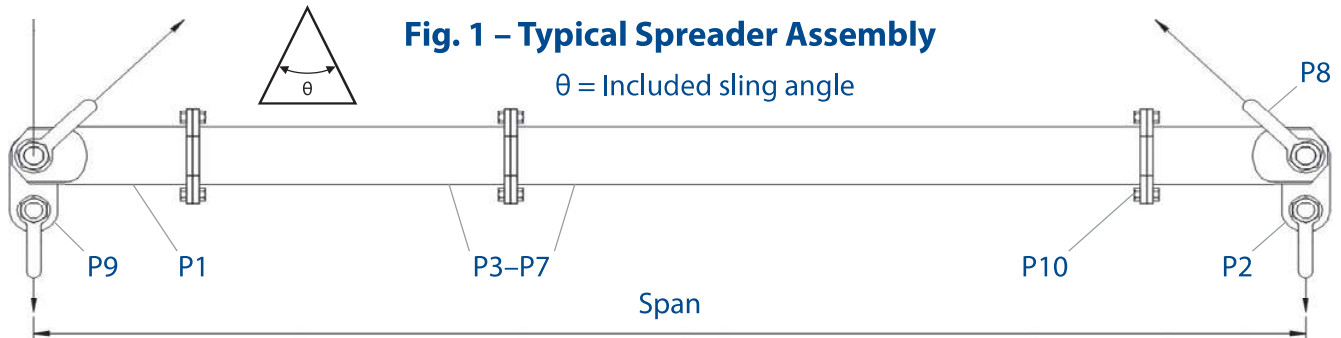 Fig. 1 – Typical Spreader Assembly
θ
θ = Included sling angle
P8
P9
P1
P3–P7
P10
P2
Span